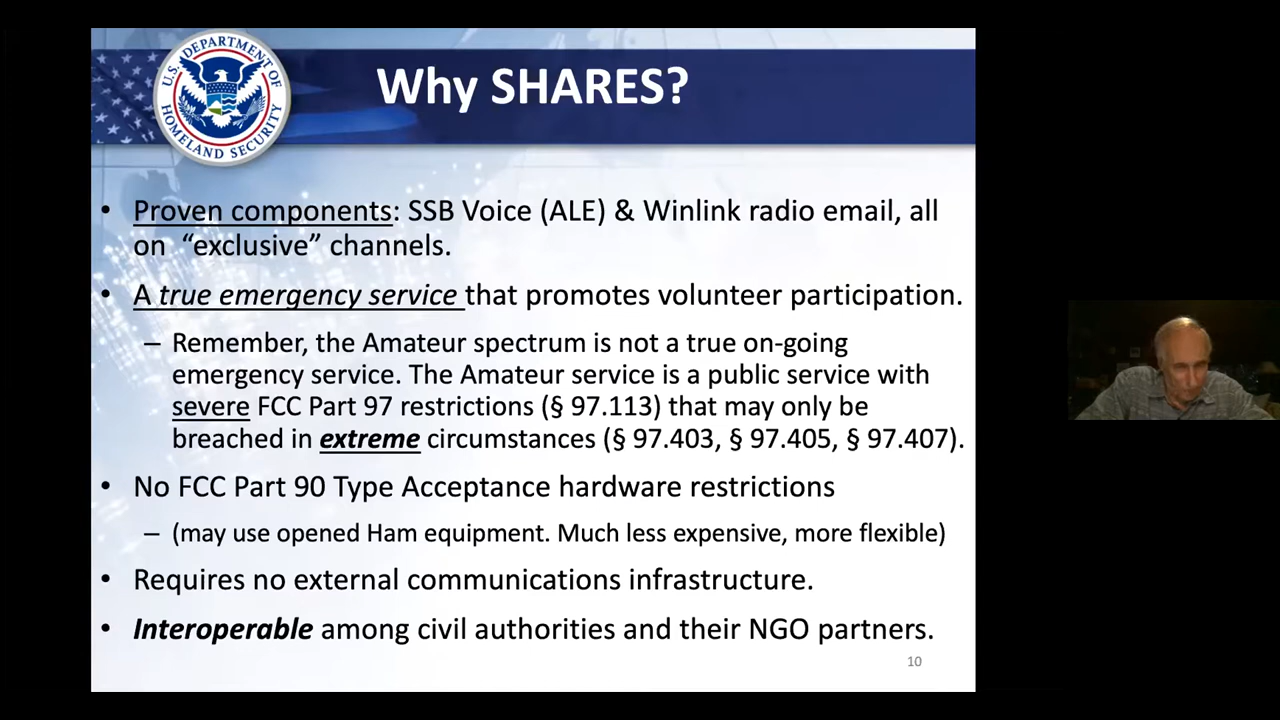 U.S. DEPARTMENT OF
HOMELAND SECURITY
Why SHARES?
• Proven components: SSB Voice (ALE) & Winlink radio email, all
on “exclusive” channels.
• A true emergency service that promotes volunteer participation.
– Remember, the Amateur spectrum is not a true on-going
emergency service. The Amateur service is a public service with
severe FCC Part 97 restrictions (§ 97.113) that may only be
breached in extreme circumstances (§ 97.403, § 97.405, § 97.407).
• No FCC Part 90 Type Acceptance hardware restrictions
– (may use opened Ham equipment. Much less expensive, more flexible)
• Requires no external communications infrastructure.
• Interoperable among civil authorities and their NGO partners.
10